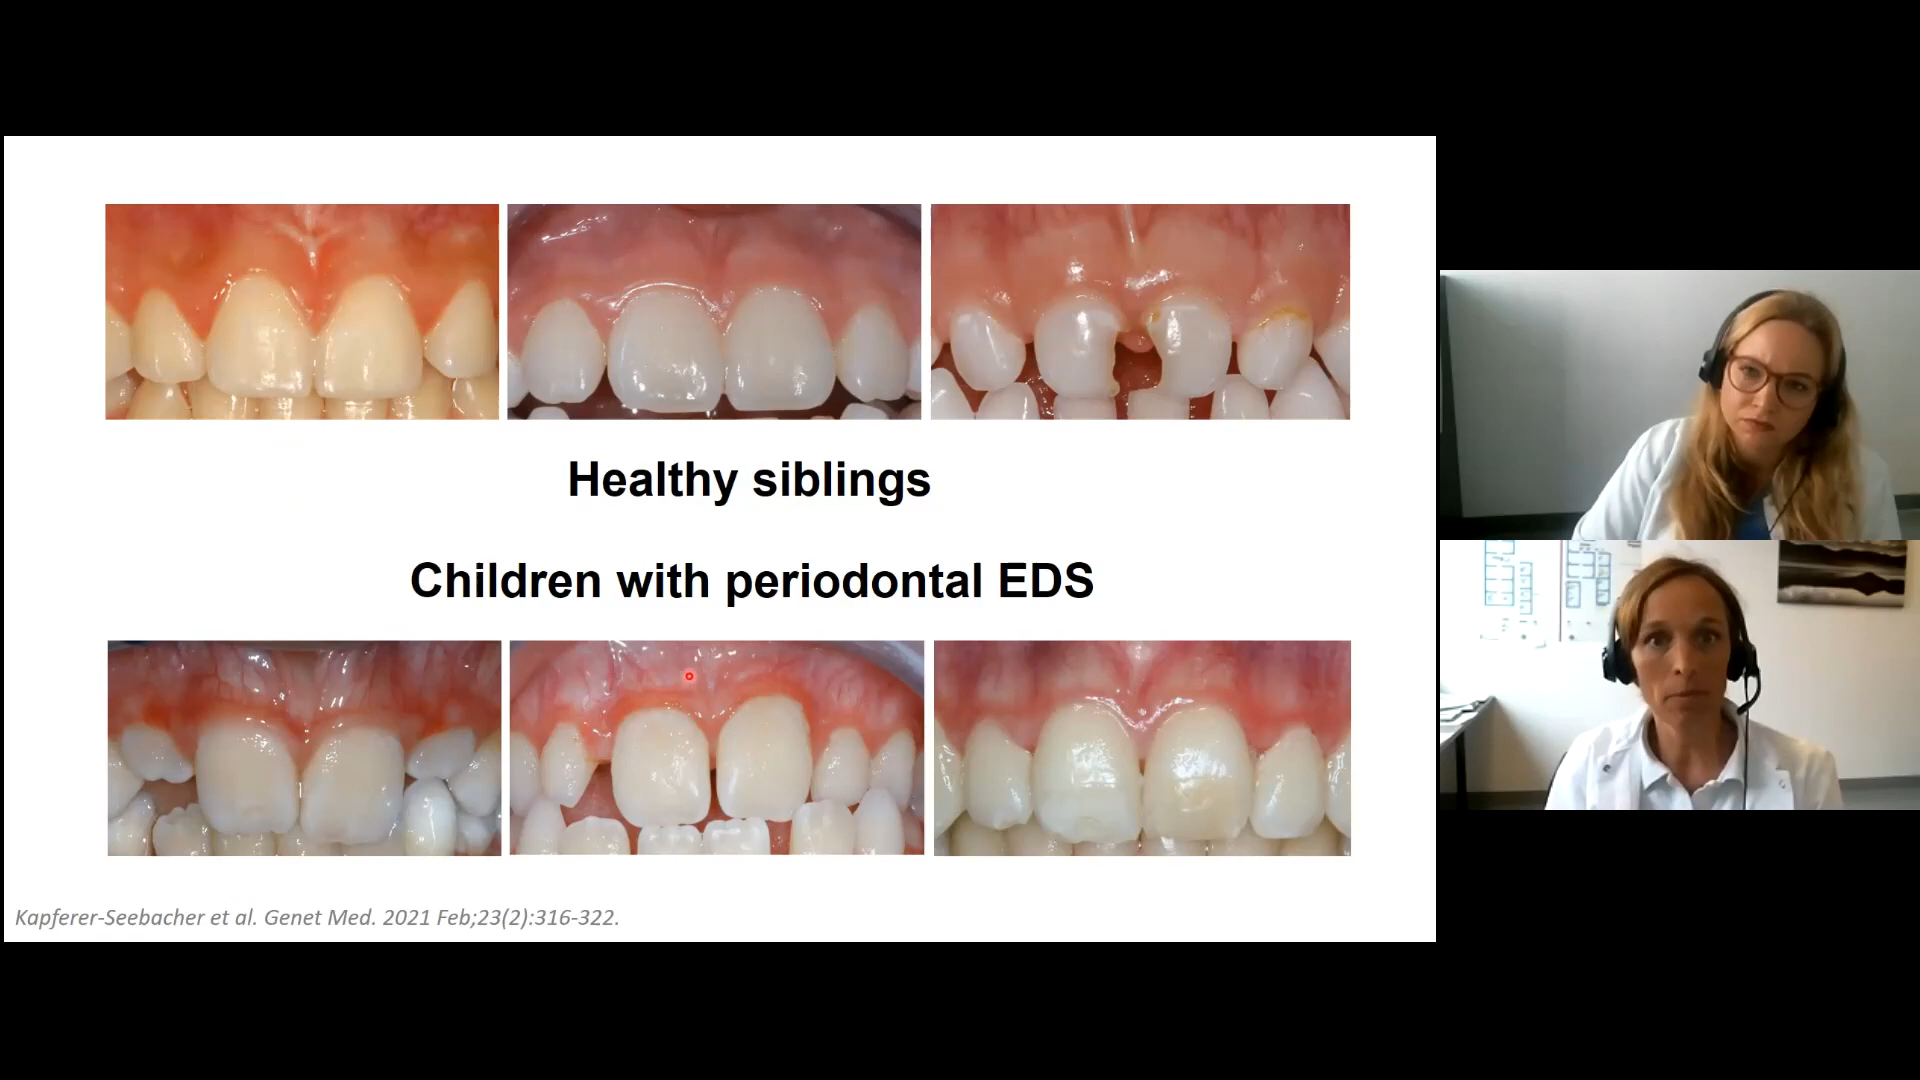 Healthy siblings
Children with periodontal EDS
Kapferer-Seebacher et al. Genet Med. 2021 Feb;23(2):316-322.